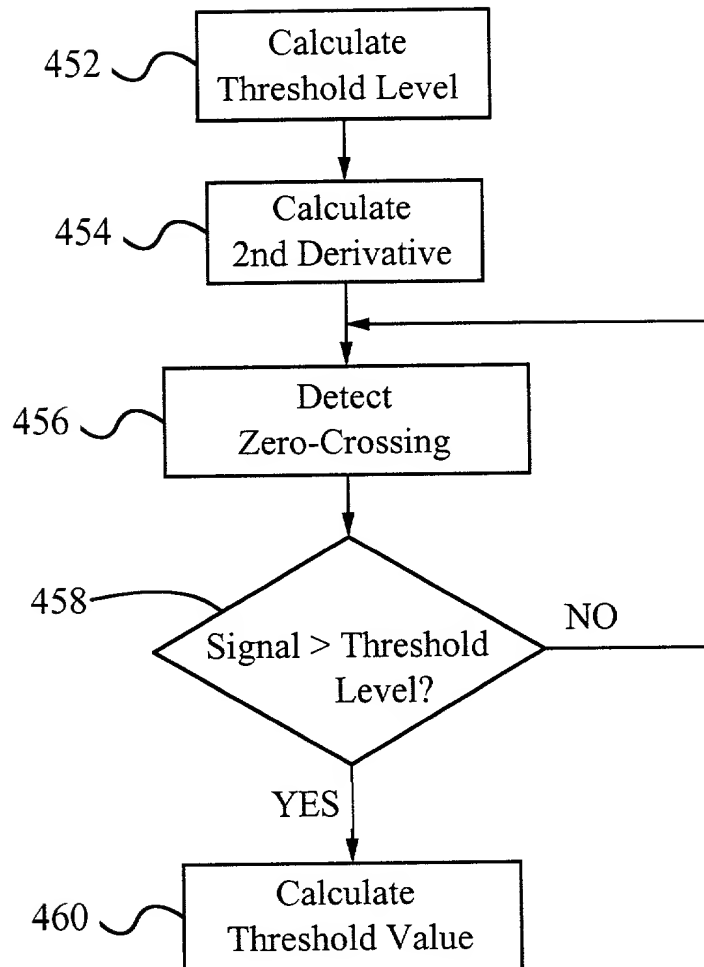 452
Calculate
Threshold Level
454
Calculate
2nd Derivative
456
Detect
Zero-Crossing
458
Signal > Threshold
Level?
NO
YES
460
Calculate
Threshold Value